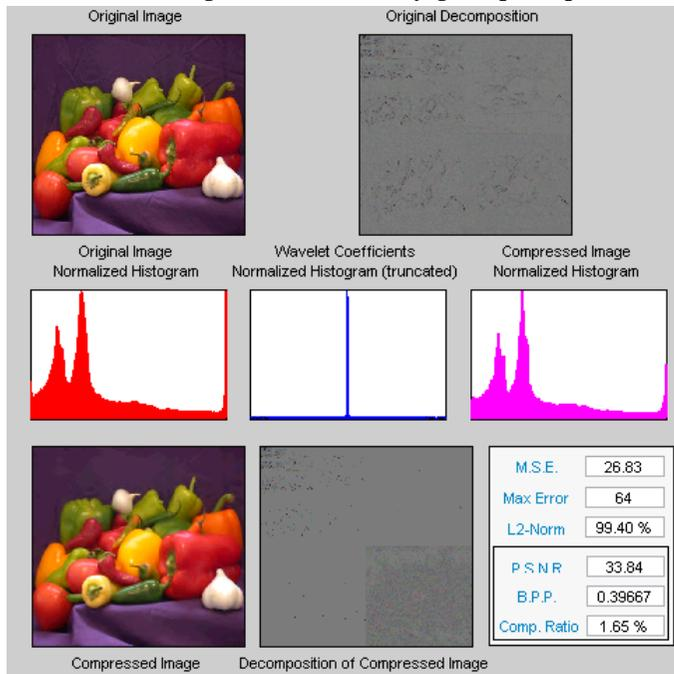 Original Image
Original Decomposition
Original Image
Normalized Histogram
Wavelet Coefficients
Normalized Histogram (truncated)
Compressed Image
Normalized Histogram
M.S.E. 26.83
Max Error 64
L2-Norm 99.40 %
P.S.N.R 33.84
B.P.P. 0.39667
Comp. Ratio 1.65 %
Compressed Image
Decomposition of Compressed Image